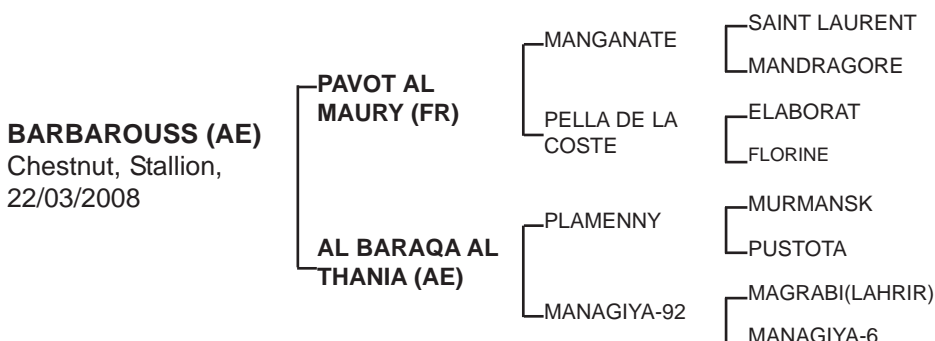 BARBAROUSS (AE)
Chestnut, Stallion,
22/03/2008
PAVOT AL
MAURY (FR)
AL BARAQA AL
THANIA (AE)
MANGANATE
PELLA DE LA
COSTE
PLAMENNY
MANAGIYA-92
SAINT LAURENT
MANDRAGORE
ELABORAT
FLORINE
MURMANSK
PUSTOTA
MAGRABI(LAHRIR)
MANAGIYA-6